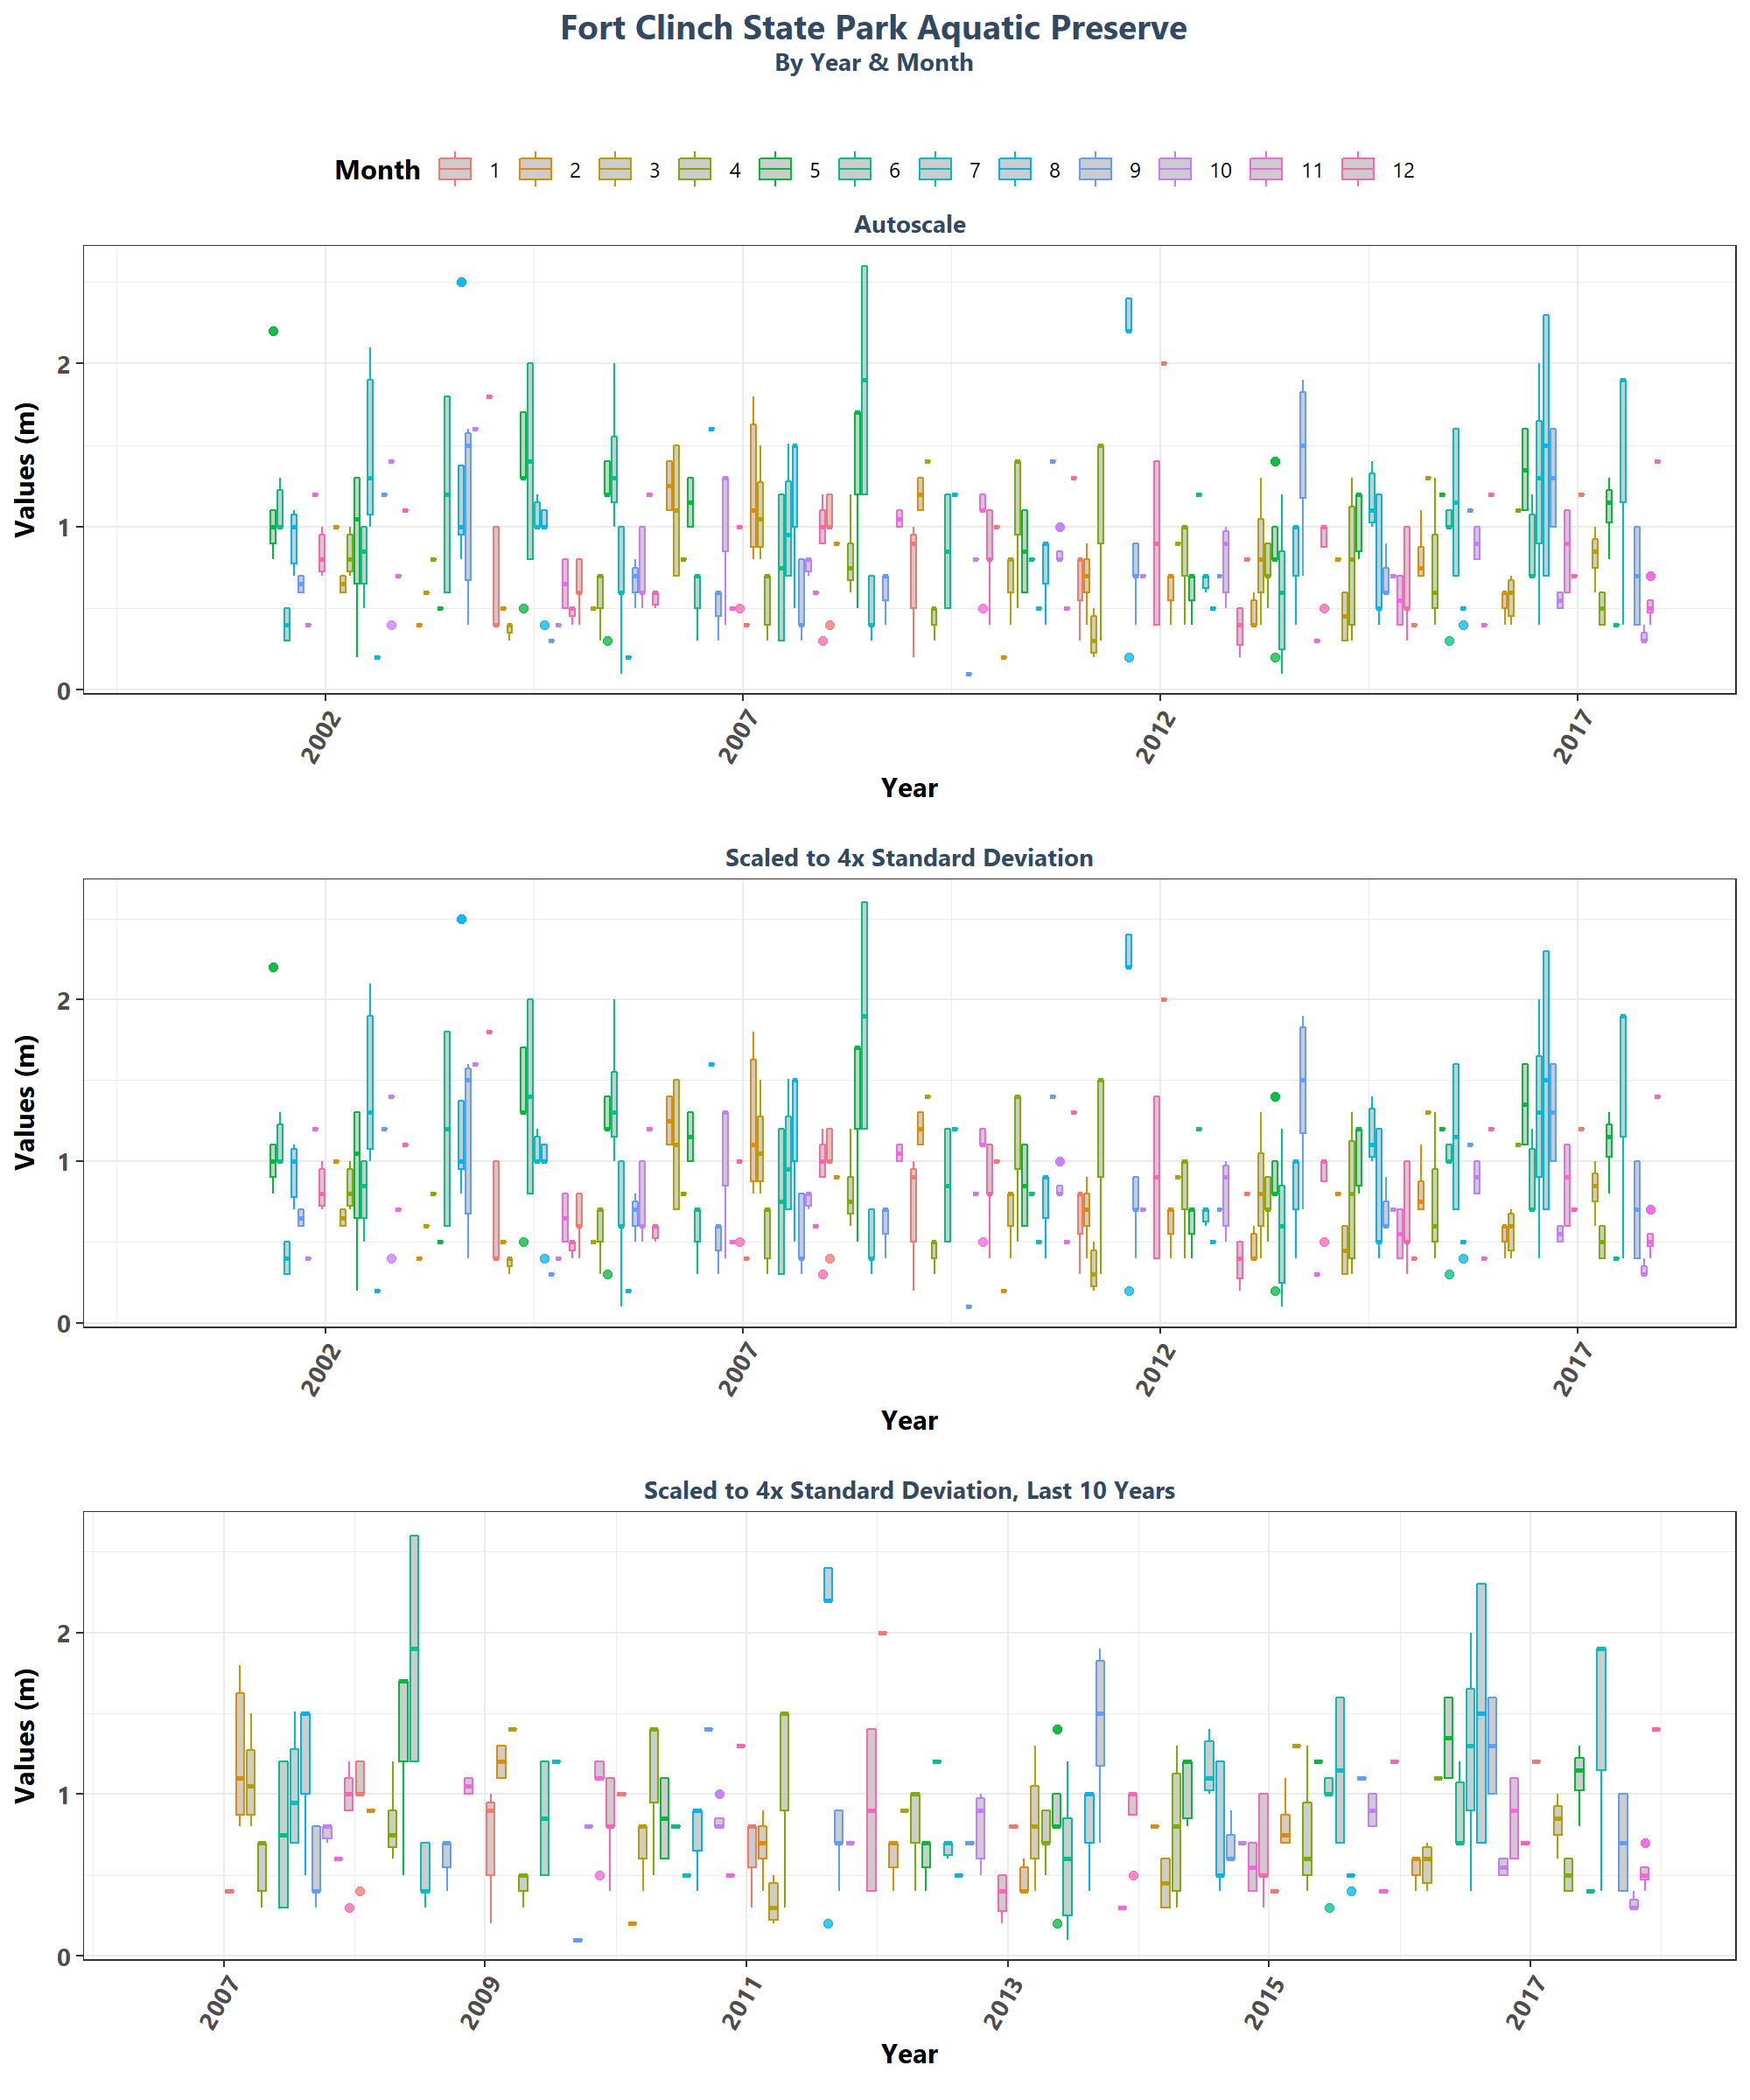 Fort Clinch State Park Aquatic Preserve
By Year & Month
Month 1 2 3 4 5 6 7 8 9 10 11 12
Autoscale
Values (m)
2
1
0
2002 2007 2012 2017
Year
Scaled to 4x Standard Deviation
Values (m)
2
1
0
2002 2007 2012 2017
Year
Scaled to 4x Standard Deviation, Last 10 Years
Values (m)
2
1
0
2007 2009 2011 2013 2015 2017
Year